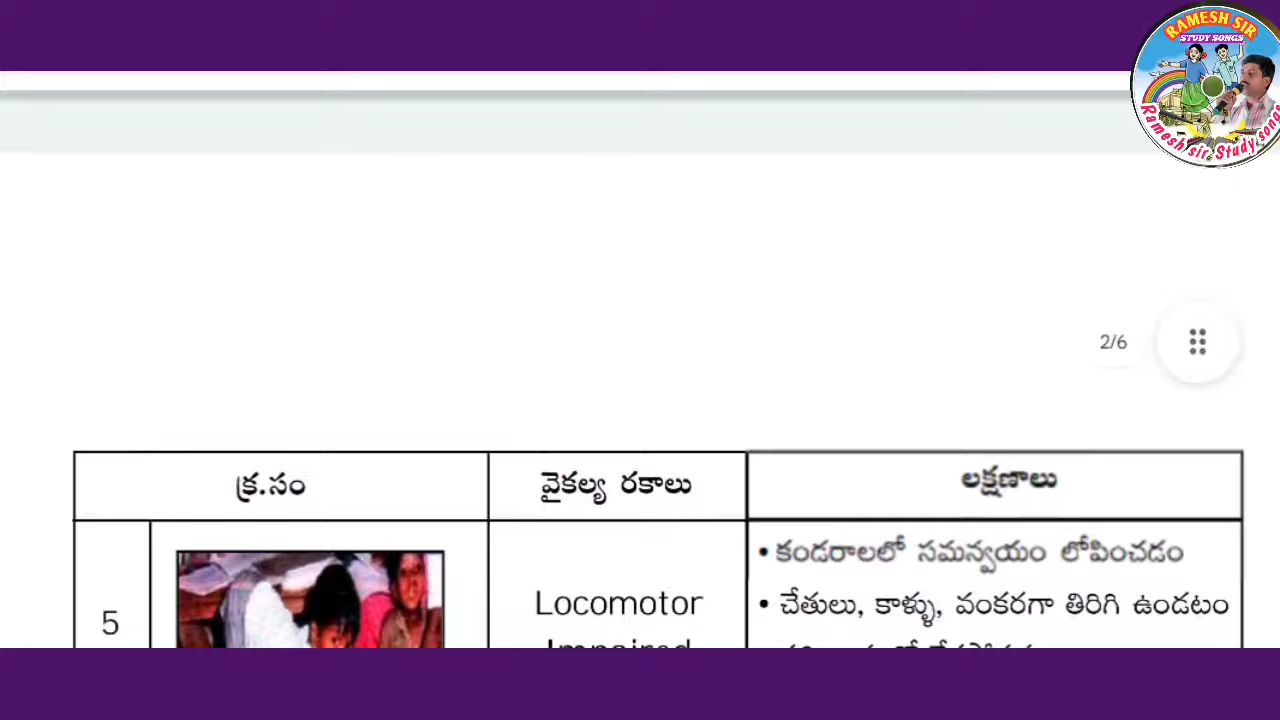 RAMESH SIR
STUDY SONGS
Ramesh sir Study songs
2/6
క్ర.సం
వైకల్య రకాలు
లక్షణాలు
• కండరాలలో సమన్వయం లోపించడం
5
Locomotor
• చేతులు, కాళ్ళు, వంకరగా తిరిగి ఉండటం
Impaired